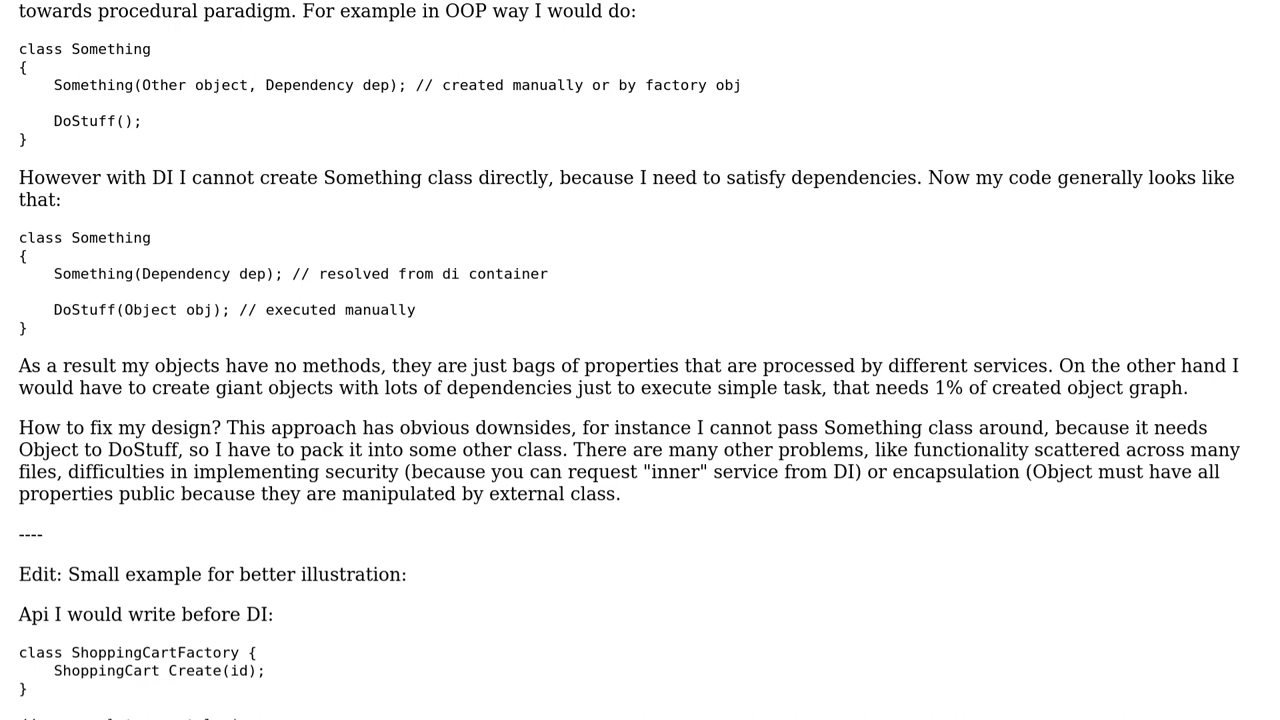 towards procedural paradigm. For example in OOP way I would do:
class Something
{
    Something(Other object, Dependency dep); // created manually or by factory obj
    DoStuff();
}
However with DI I cannot create Something class directly, because I need to satisfy dependencies. Now my code generally looks like
that:
class Something
{
    Something(Dependency dep); // resolved from di container
    DoStuff(Object obj); // executed manually
}
As a result my objects have no methods, they are just bags of properties that are processed by different services. On the other hand I
would have to create giant objects with lots of dependencies just to execute simple task, that needs 1% of created object graph.
How to fix my design? This approach has obvious downsides, for instance I cannot pass Something class around, because it needs
Object to DoStuff, so I have to pack it into some other class. There are many other problems, like functionality scattered across many
files, difficulties in implementing security (because you can request "inner" service from DI) or encapsulation (Object must have all
properties public because they are manipulated by external class.
----
Edit: Small example for better illustration:
Api I would write before DI:
class ShoppingCartFactory {
    ShoppingCart Create(id);
}